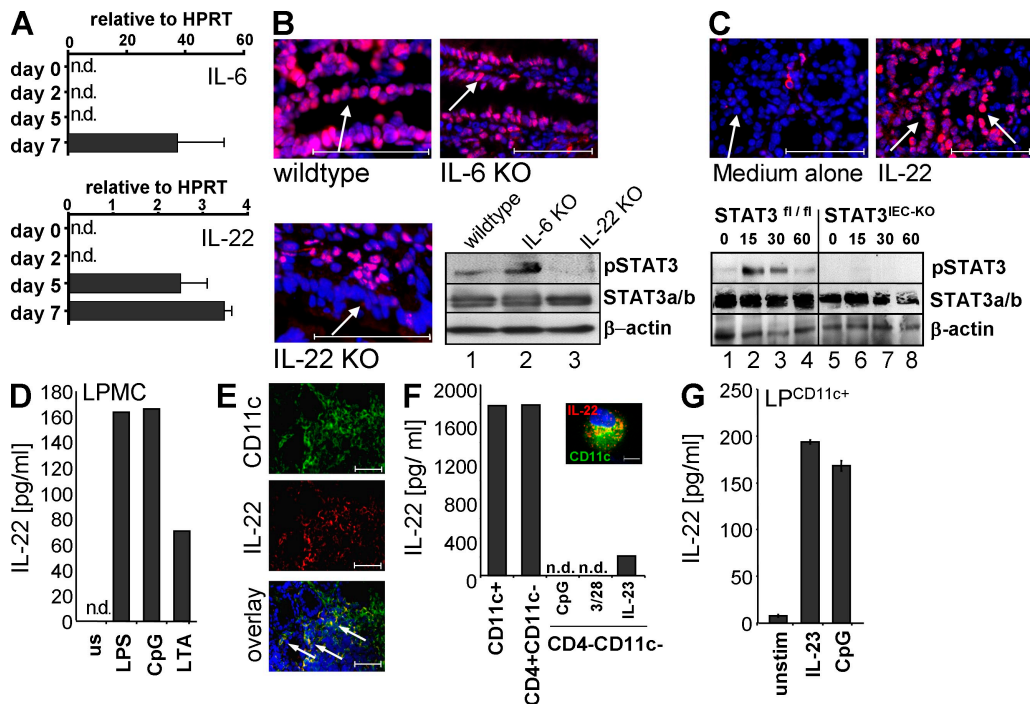 A
relative to HPRT
0 20 40 60
day 0 n.d. IL-6
day 2 n.d.
day 5 n.d.
day 7
relative to HPRT
0 1 2 3 4
day 0 n.d. IL-22
day 2 n.d.
day 5
day 7
B
wildtype
IL-6 KO
IL-22 KO
wildtype
IL-6 KO
IL-22 KO
pSTAT3
STAT3a/b
β–actin
1 2 3
C
Medium alone
IL-22
STAT3 fl / fl STAT3 IEC-KO
0 15 30 60 0 15 30 60
pSTAT3
STAT3a/b
β-actin
1 2 3 4 5 6 7 8
D
LPMC
IL-22 [pg/ml]
180
160
140
120
100
80
60
40
20
0
n.d.
us
LPS
CpG
LTA
E
CD11c
IL-22
overlay
F
IL-22 [pg/ ml]
2000
1600
1200
800
400
0
IL-22
CD11c
n.d. n.d.
CD11c+
CD4+CD11c-
CpG
3/28
IL-23
CD4-CD11c-
G
LP CD11c+
IL-22 [pg/ml]
250
200
150
100
50
0
unstim
IL-23
CpG